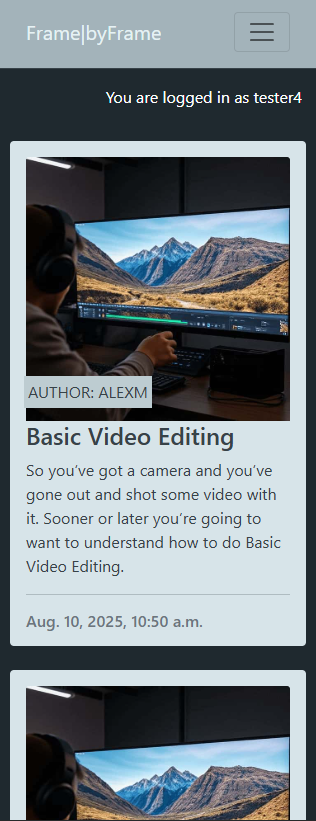 Frame|byFrame
You are logged in as tester4
AUTHOR: ALEXM
Basic Video Editing
So you’ve got a camera and you’ve
gone out and shot some video with
it. Sooner or later you’re going to
want to understand how to do Basic
Video Editing.
Aug. 10, 2025, 10:50 a.m.